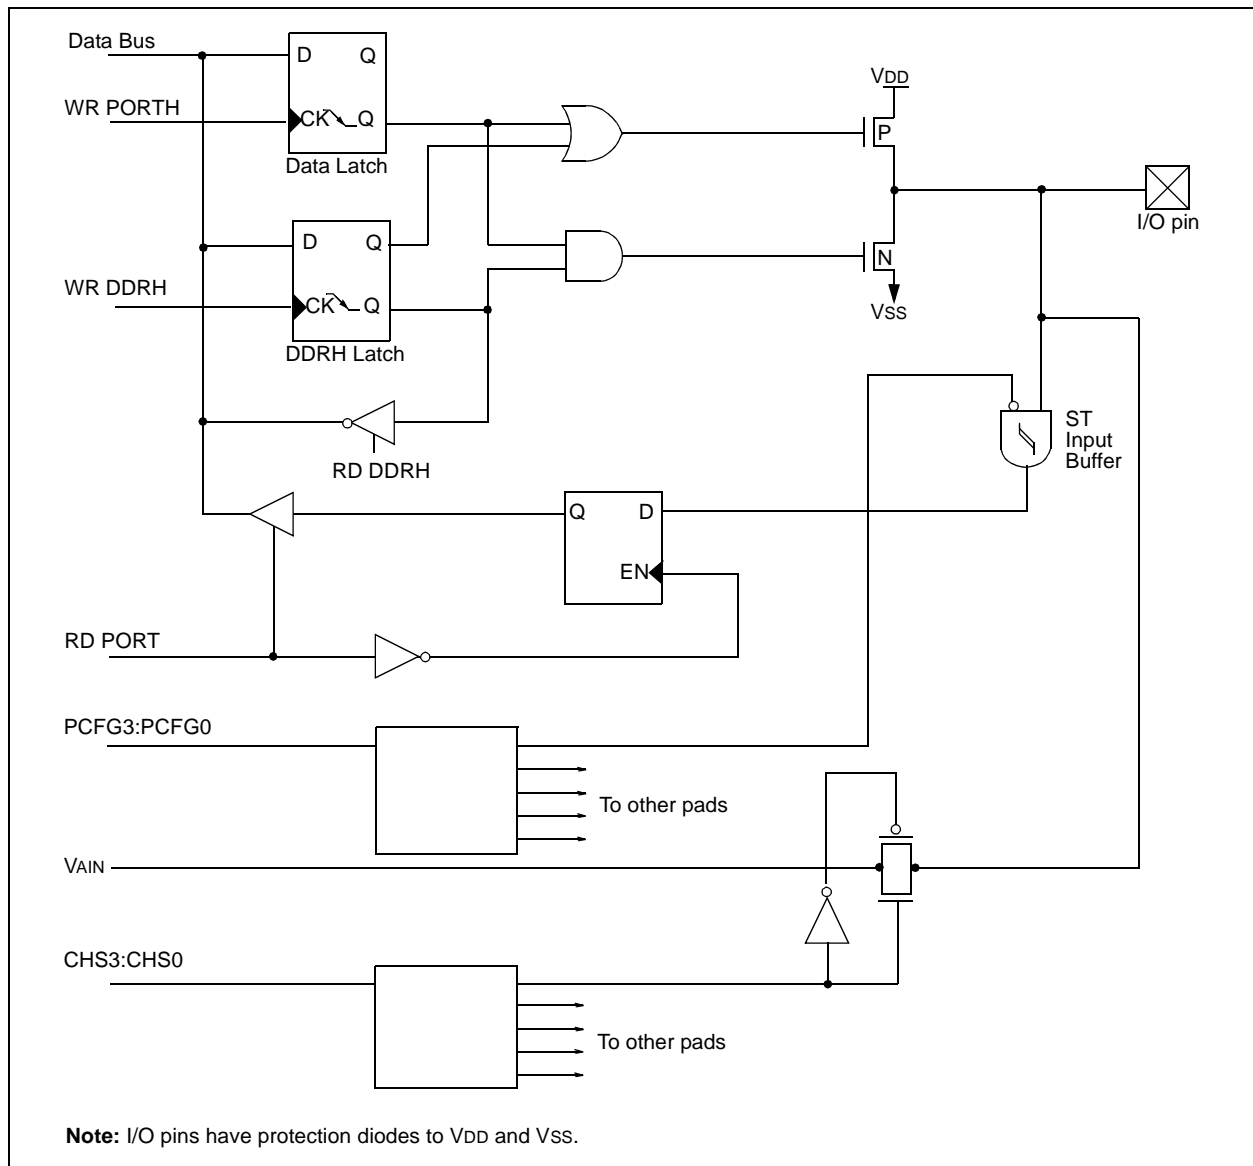 Data Bus
D
Q
WR PORTH
CK
Q
Data Latch
VDD
P
I/O pin
D
Q
WR DDRH
CK
Q
DDRH Latch
N
VSS
RD DDRH
ST
Input
Buffer
Q
D
EN
RD PORT
PCFG3:PCFG0
To other pads
VAIN
CHS3:CHS0
To other pads
Note: I/O pins have protection diodes to VDD and VSS.